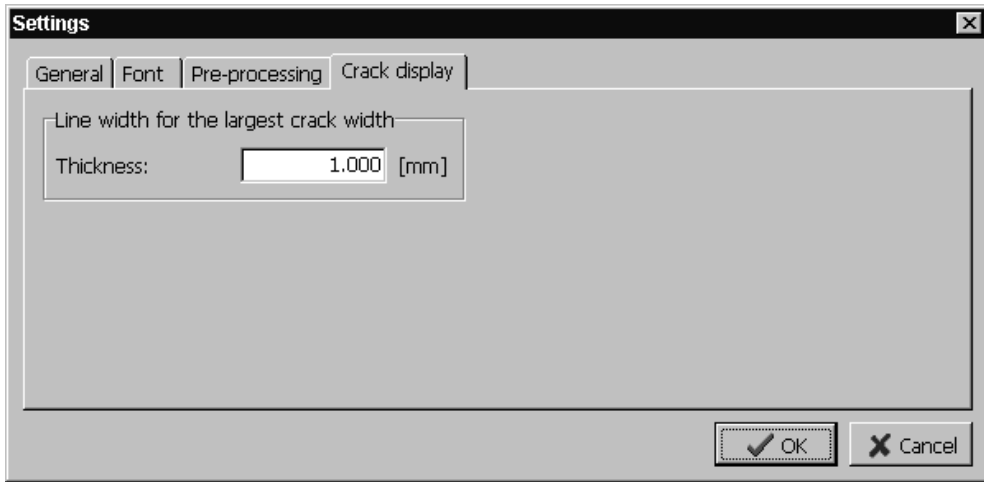 Settings
General Font Pre-processing Crack display
Line width for the largest crack width
Thickness: 1.000 [mm]
OK Cancel